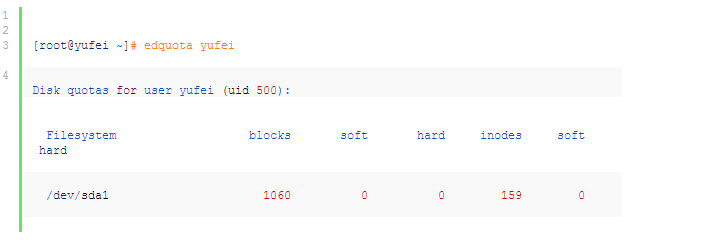 1
2
3 [root@yufei ~]# edquota yufei
4
Disk quotas for user yufei (uid 500):
Filesystem blocks soft hard inodes soft
hard
/dev/sda1 1060 0 0 159 0